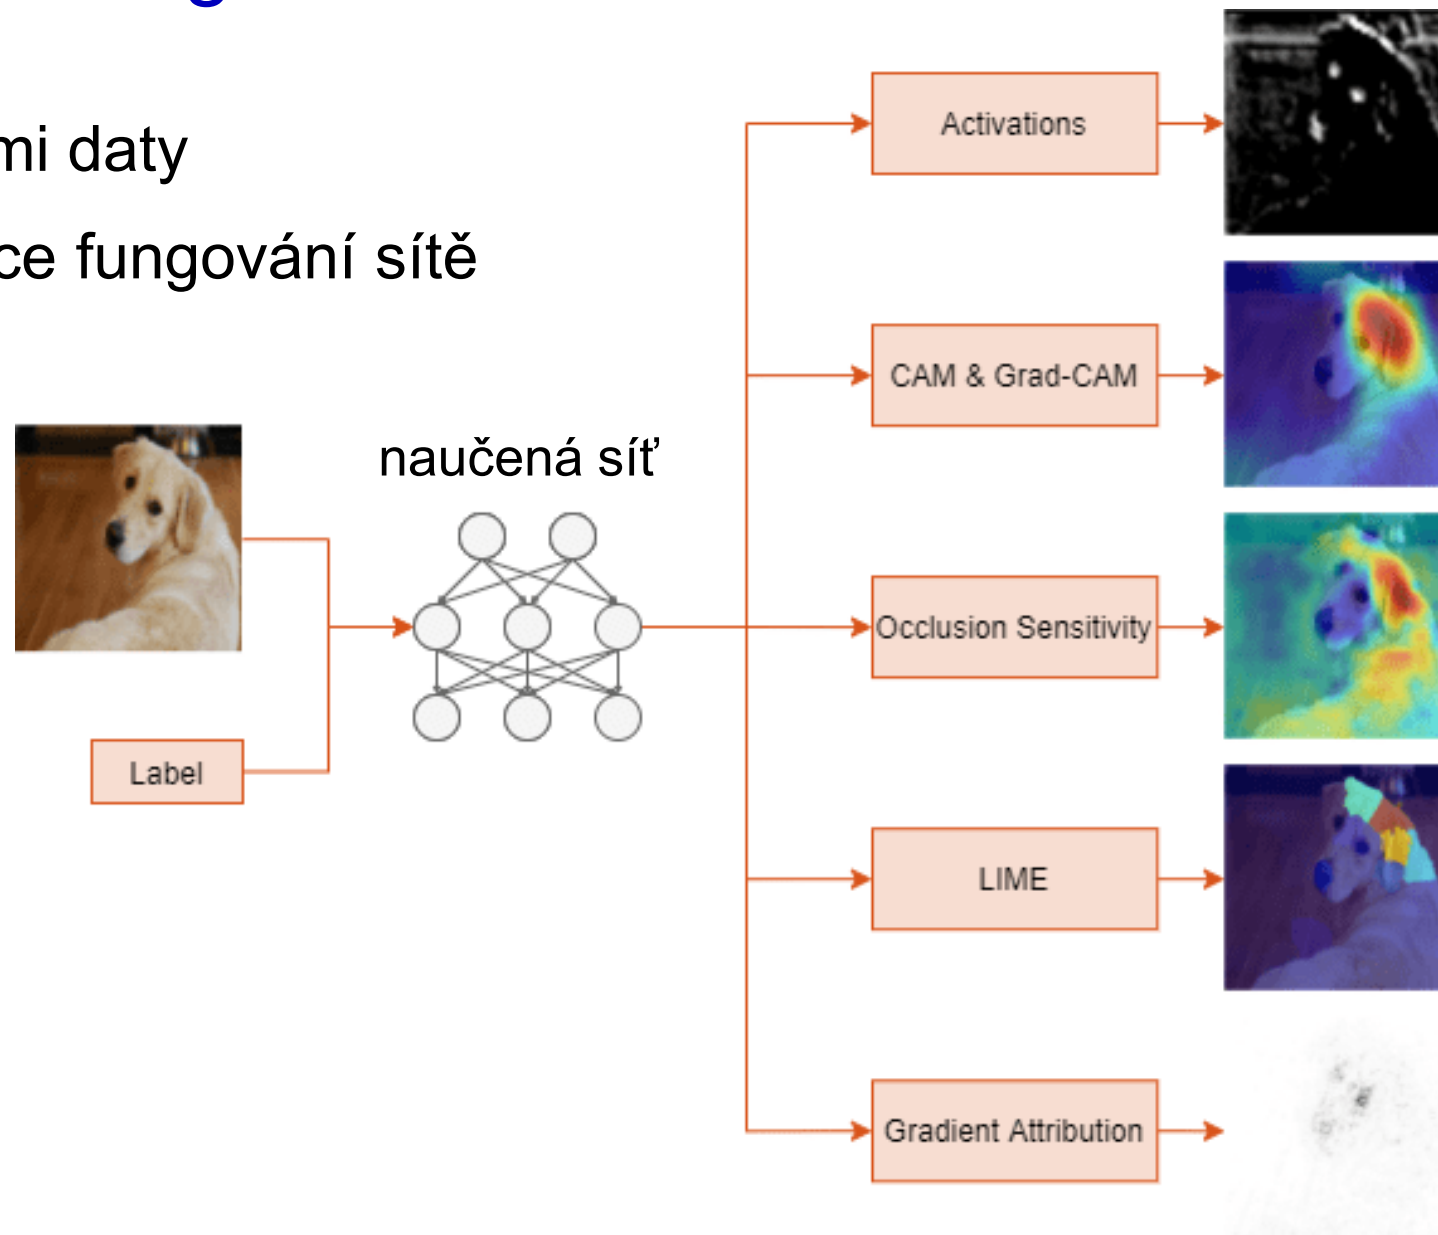 mi daty
ce fungování sítě
naučená síť
Label
Activations
CAM & Grad-CAM
Occlusion Sensitivity
LIME
Gradient Attribution